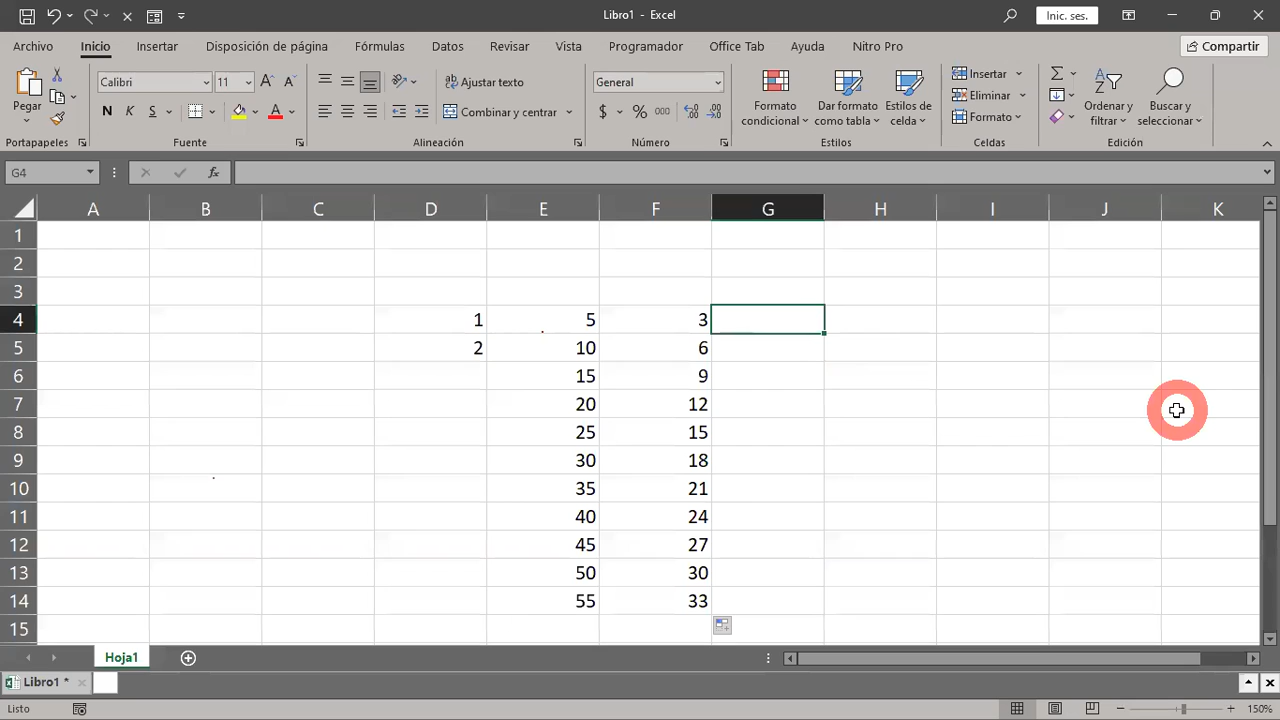 Libro1 - Excel
Inic. ses.
Archivo Inicio Insertar Disposición de página Fórmulas Datos Revisar Vista Programador Office Tab Ayuda Nitro Pro Compartir
Pegar
Calibri 11
N K S
Ajustar texto
Combinar y centrar
General
$ % 000
Formato condicional
Dar formato como tabla
Estilos de celda
Insertar
Eliminar
Formato
Ordenar y filtrar
Buscar y seleccionar
Portapapeles Fuente Alineación Número Estilos Celdas Edición
G4 fx
A B C D E F G H I J K
1
2
3
4 1 5 3
5 2 10 6
6 15 9
7 20 12
8 25 15
9 30 18
10 35 21
11 40 24
12 45 27
13 50 30
14 55 33
15
Hoja1
Libro1 *
Listo 150%